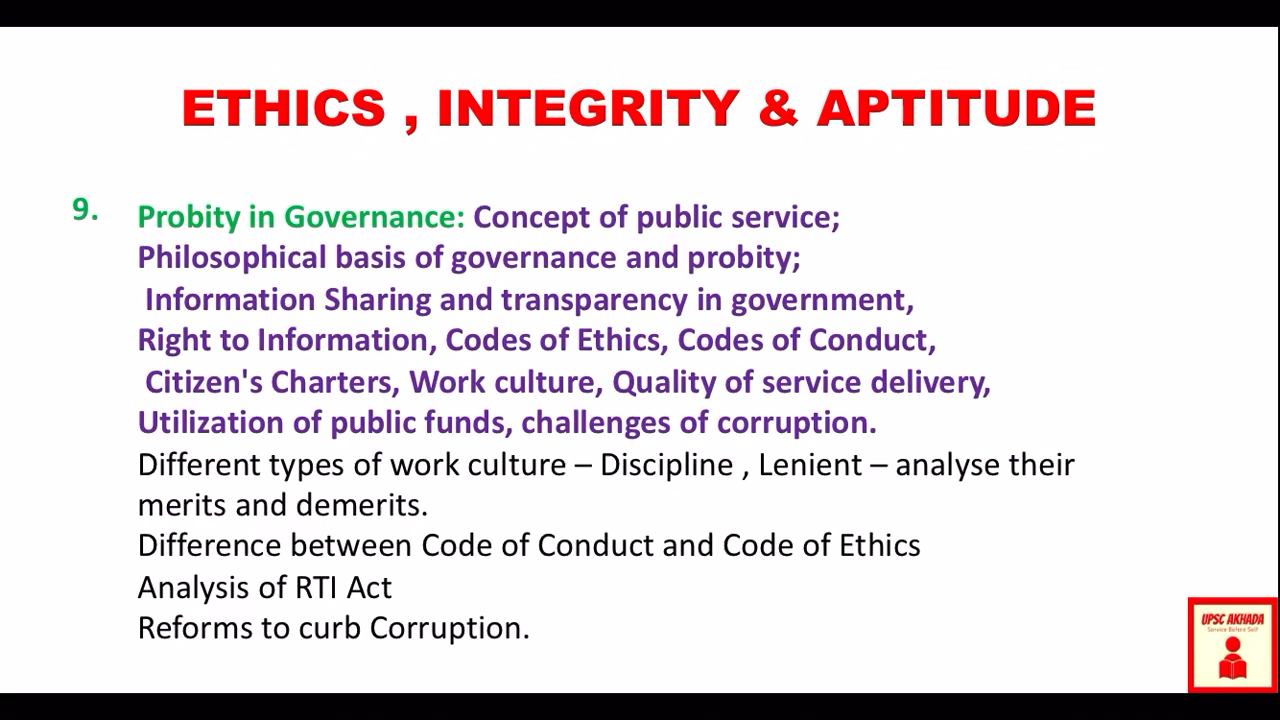 ETHICS , INTEGRITY & APTITUDE
9. Probity in Governance: Concept of public service;
Philosophical basis of governance and probity;
Information Sharing and transparency in government,
Right to Information, Codes of Ethics, Codes of Conduct,
Citizen's Charters, Work culture, Quality of service delivery,
Utilization of public funds, challenges of corruption.
Different types of work culture – Discipline , Lenient – analyse their
merits and demerits.
Difference between Code of Conduct and Code of Ethics
Analysis of RTI Act
Reforms to curb Corruption.
UPSC AKHADA
Service Before Self